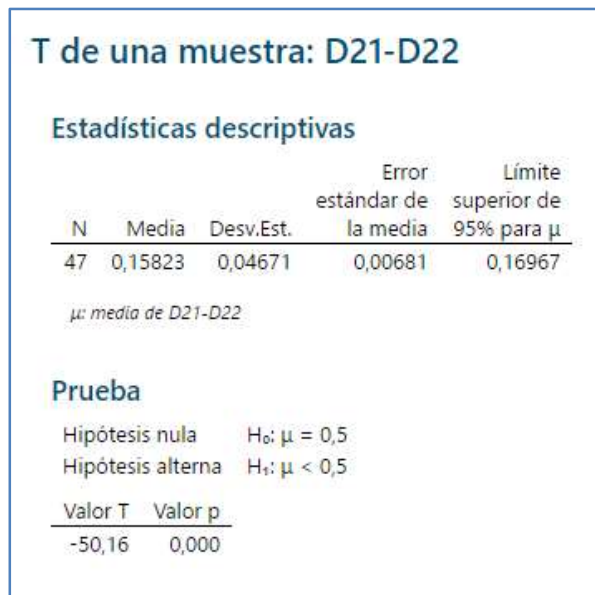 T de una muestra: D21-D22
Estadísticas descriptivas
Error Límite
estándar de superior de
N Media Desv.Est. la media 95% para μ
47 0,15823 0,04671 0,00681 0,16967
μ: media de D21-D22
Prueba
Hipótesis nula H₀: μ = 0,5
Hipótesis alterna H₁: μ < 0,5
Valor T Valor p
-50,16 0,000